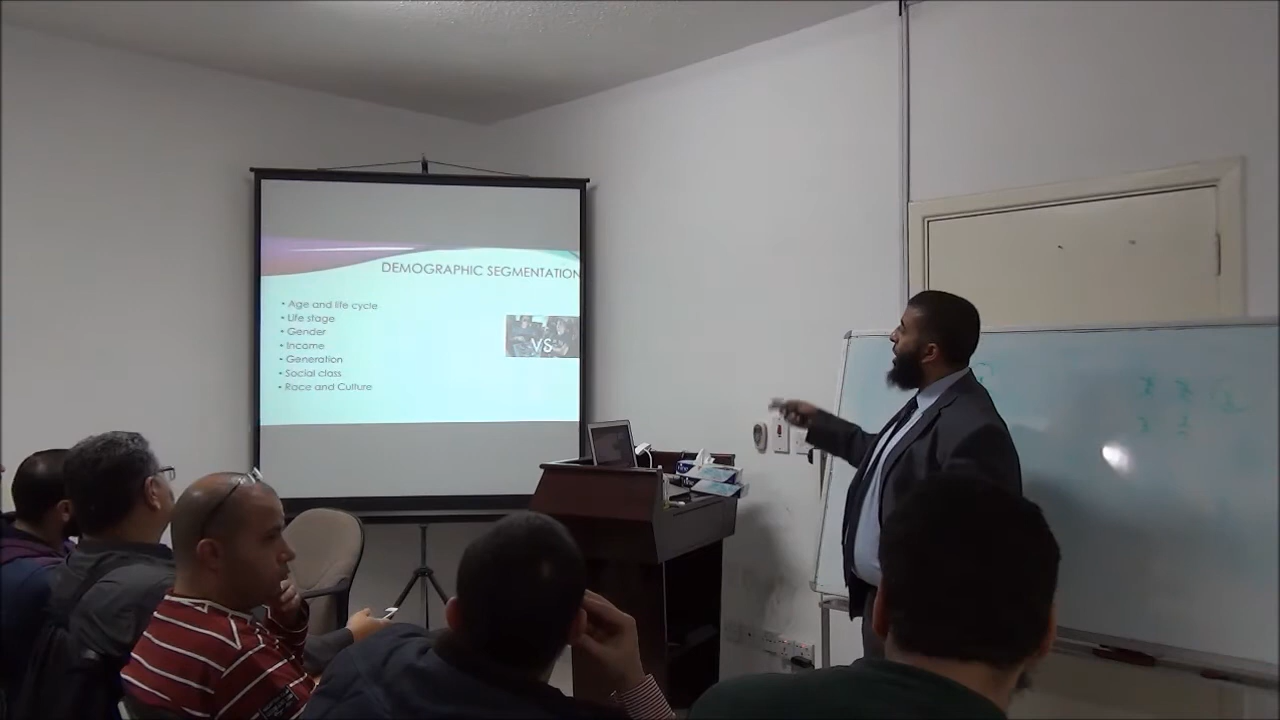 DEMOGRAPHIC SEGMENTATION
• Age and life cycle
• Life stage
• Gender
• Income
• Generation
• Social class
• Race and Culture
VS